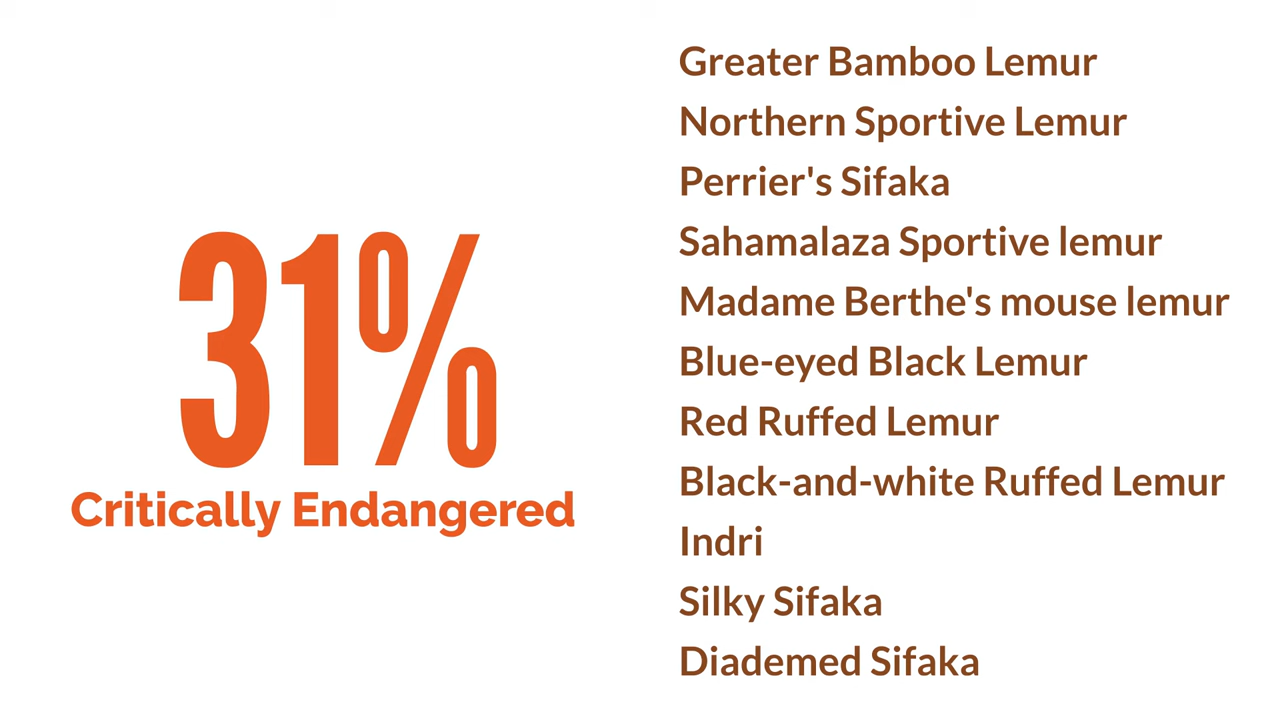 31%
Critically Endangered
Greater Bamboo Lemur
Northern Sportive Lemur
Perrier's Sifaka
Sahamalaza Sportive lemur
Madame Berthe's mouse lemur
Blue-eyed Black Lemur
Red Ruffed Lemur
Black-and-white Ruffed Lemur
Indri
Silky Sifaka
Diademed Sifaka